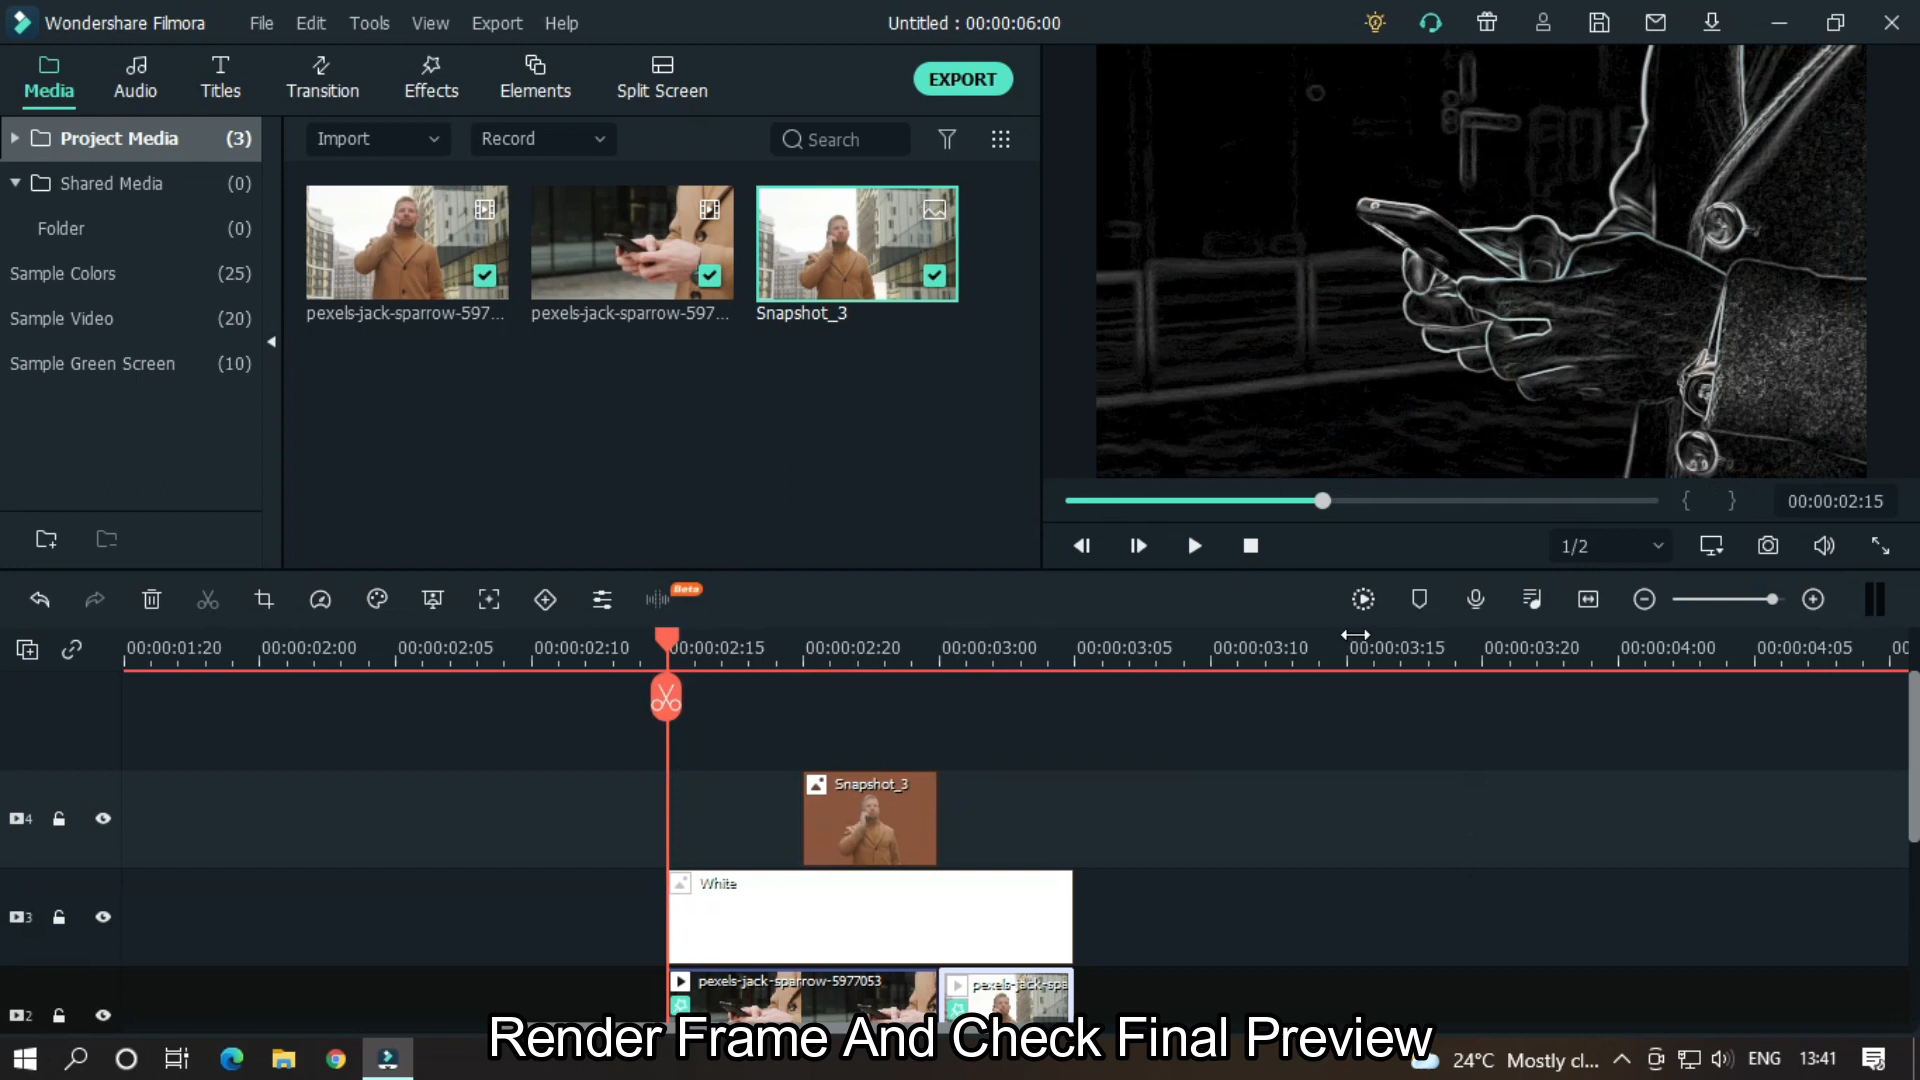 Wondershare Filmora
File Edit Tools View Export Help
Untitled : 00:00:06:00
Media Audio Titles Transition Effects Elements Split Screen
EXPORT
Project Media (3)
Import Record Search
Shared Media (0)
Folder (0)
Sample Colors (25)
Sample Video (20)
Sample Green Screen (10)
pexels-jack-sparrow-597... pexels-jack-sparrow-597... Snapshot_3
00:00:02:15
1/2
Beta
00:00:01:20 00:00:02:00 00:00:02:05 00:00:02:10 00:00:02:15 00:00:02:20 00:00:03:00 00:00:03:05 00:00:03:10 00:00:03:15 00:00:03:20 00:00:04:00 00:00:04:05
Snapshot_3
4
White
3
pexels-jack-sparrow-5977053 pexels-jack-spa
2
Render Frame And Check Final Preview
24°C Mostly cl... ENG 13:41